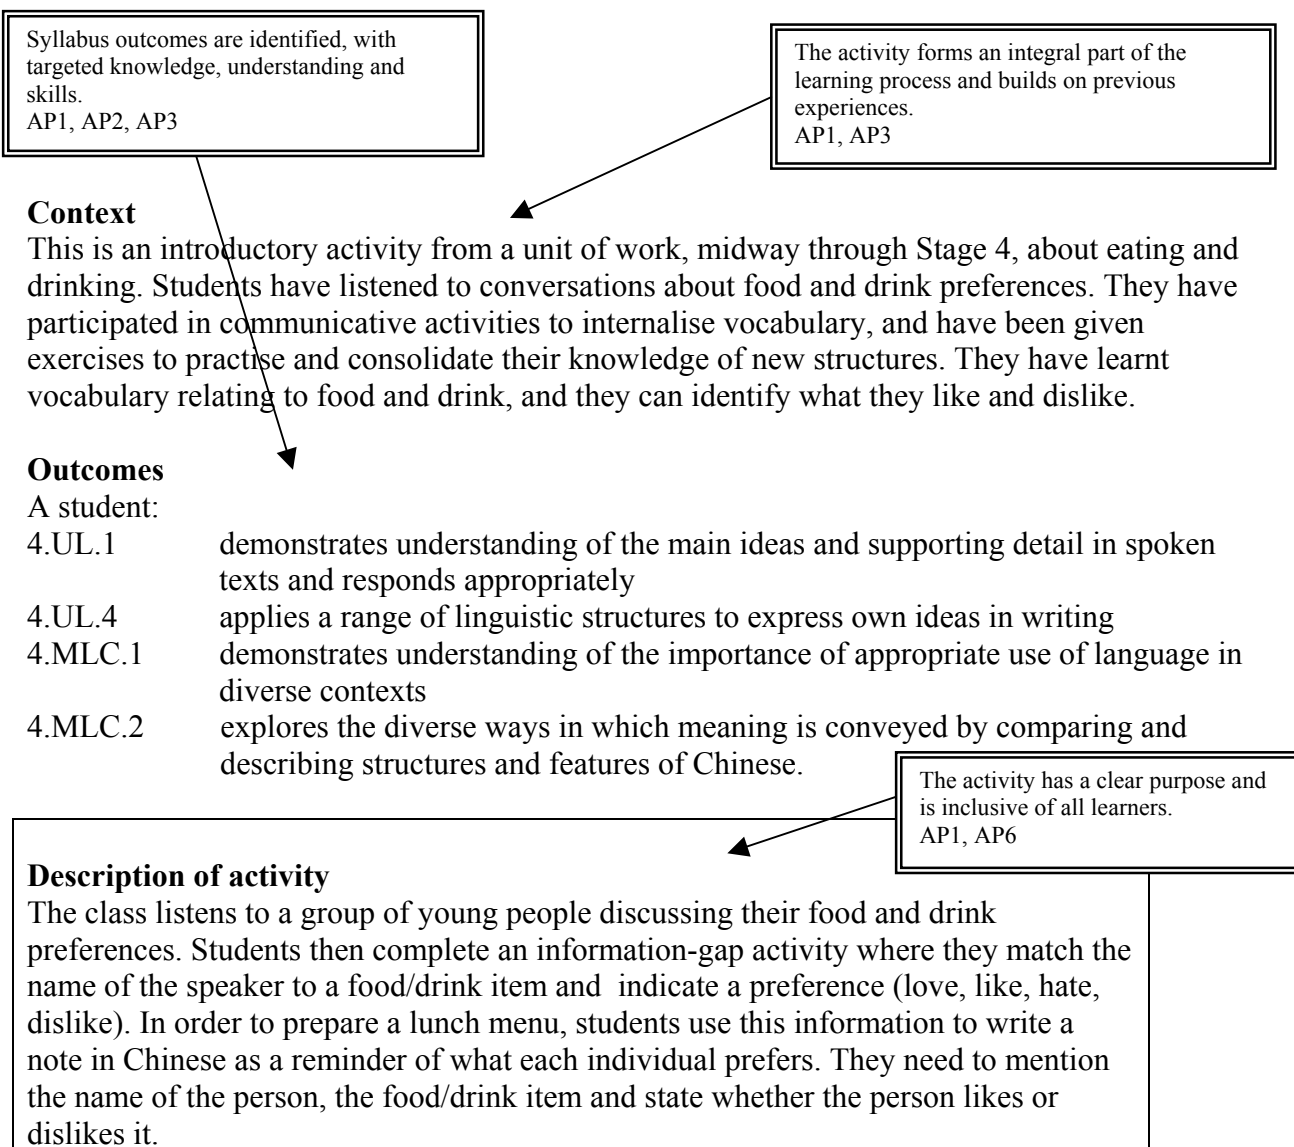 Syllabus outcomes are identified, with
targeted knowledge, understanding and
skills.
AP1, AP2, AP3
The activity forms an integral part of the
learning process and builds on previous
experiences.
AP1, AP3
Context
This is an introductory activity from a unit of work, midway through Stage 4, about eating and
drinking. Students have listened to conversations about food and drink preferences. They have
participated in communicative activities to internalise vocabulary, and have been given
exercises to practise and consolidate their knowledge of new structures. They have learnt
vocabulary relating to food and drink, and they can identify what they like and dislike.
Outcomes
A student:
4.UL.1 demonstrates understanding of the main ideas and supporting detail in spoken
texts and responds appropriately
4.UL.4 applies a range of linguistic structures to express own ideas in writing
4.MLC.1 demonstrates understanding of the importance of appropriate use of language in
diverse contexts
4.MLC.2 explores the diverse ways in which meaning is conveyed by comparing and
describing structures and features of Chinese.
The activity has a clear purpose and
is inclusive of all learners.
AP1, AP6
Description of activity
The class listens to a group of young people discussing their food and drink
preferences. Students then complete an information-gap activity where they match the
name of the speaker to a food/drink item and indicate a preference (love, like, hate,
dislike). In order to prepare a lunch menu, students use this information to write a
note in Chinese as a reminder of what each individual prefers. They need to mention
the name of the person, the food/drink item and state whether the person likes or
dislikes it.